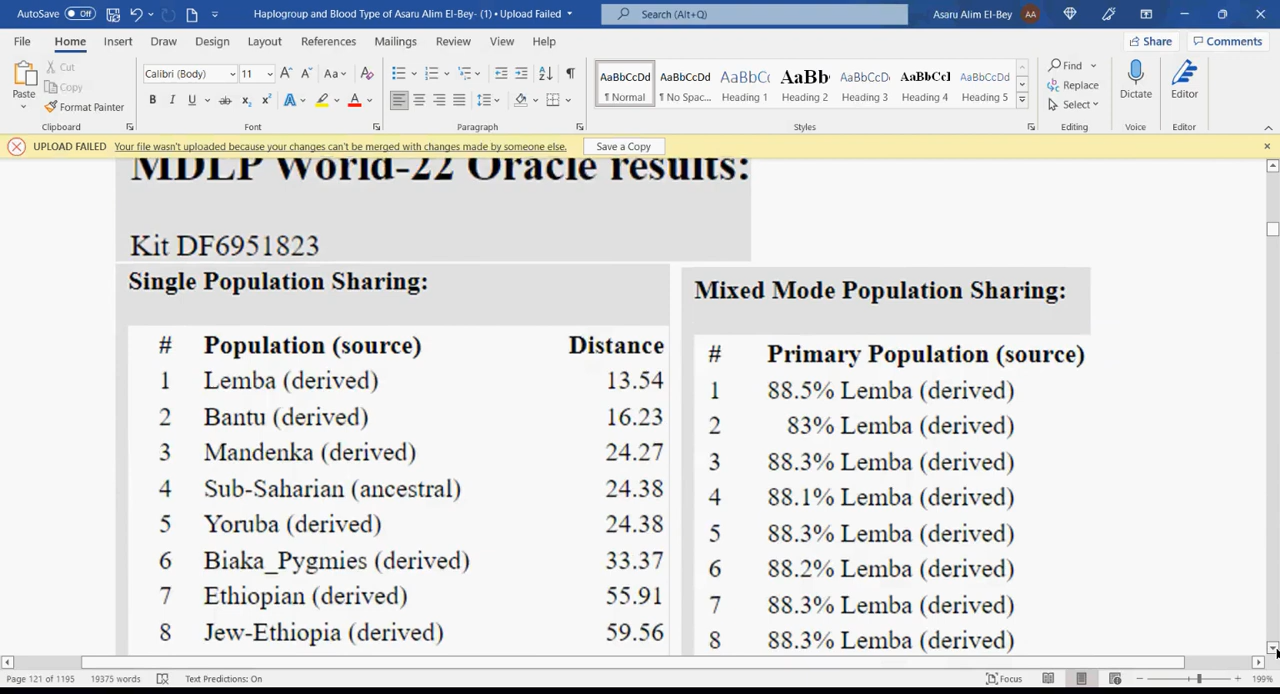 AutoSave Off Haplogroup and Blood Type of Asaru Alim El-Bey- (1) • Upload Failed Search (Alt+Q) Asaru Alim El-Bey AA
File Home Insert Draw Design Layout References Mailings Review View Help Share Comments
Paste Cut Copy Format Painter
Calibri (Body) 11
AaBbCcDd AaBbCcDd AaBbCc AaBb AaBbCcDd AaBbCcI AaBbCcDd
¶ Normal ¶ No Spac... Heading 1 Heading 2 Heading 3 Heading 4 Heading 5
Find Replace Select Dictate Editor
Clipboard Font Paragraph Styles Editing Voice Editor
UPLOAD FAILED Your file wasn't uploaded because your changes can't be merged with changes made by someone else. Save a Copy
MDLP World-22 Oracle results:
Kit DF6951823
Single Population Sharing:
# Population (source) Distance
1 Lemba (derived) 13.54
2 Bantu (derived) 16.23
3 Mandenka (derived) 24.27
4 Sub-Saharian (ancestral) 24.38
5 Yoruba (derived) 24.38
6 Biaka_Pygmies (derived) 33.37
7 Ethiopian (derived) 55.91
8 Jew-Ethiopia (derived) 59.56
Mixed Mode Population Sharing:
# Primary Population (source)
1 88.5% Lemba (derived)
2 83% Lemba (derived)
3 88.3% Lemba (derived)
4 88.1% Lemba (derived)
5 88.3% Lemba (derived)
6 88.2% Lemba (derived)
7 88.3% Lemba (derived)
8 88.3% Lemba (derived)
Page 121 of 1195 19375 words Text Predictions: On Focus 199%